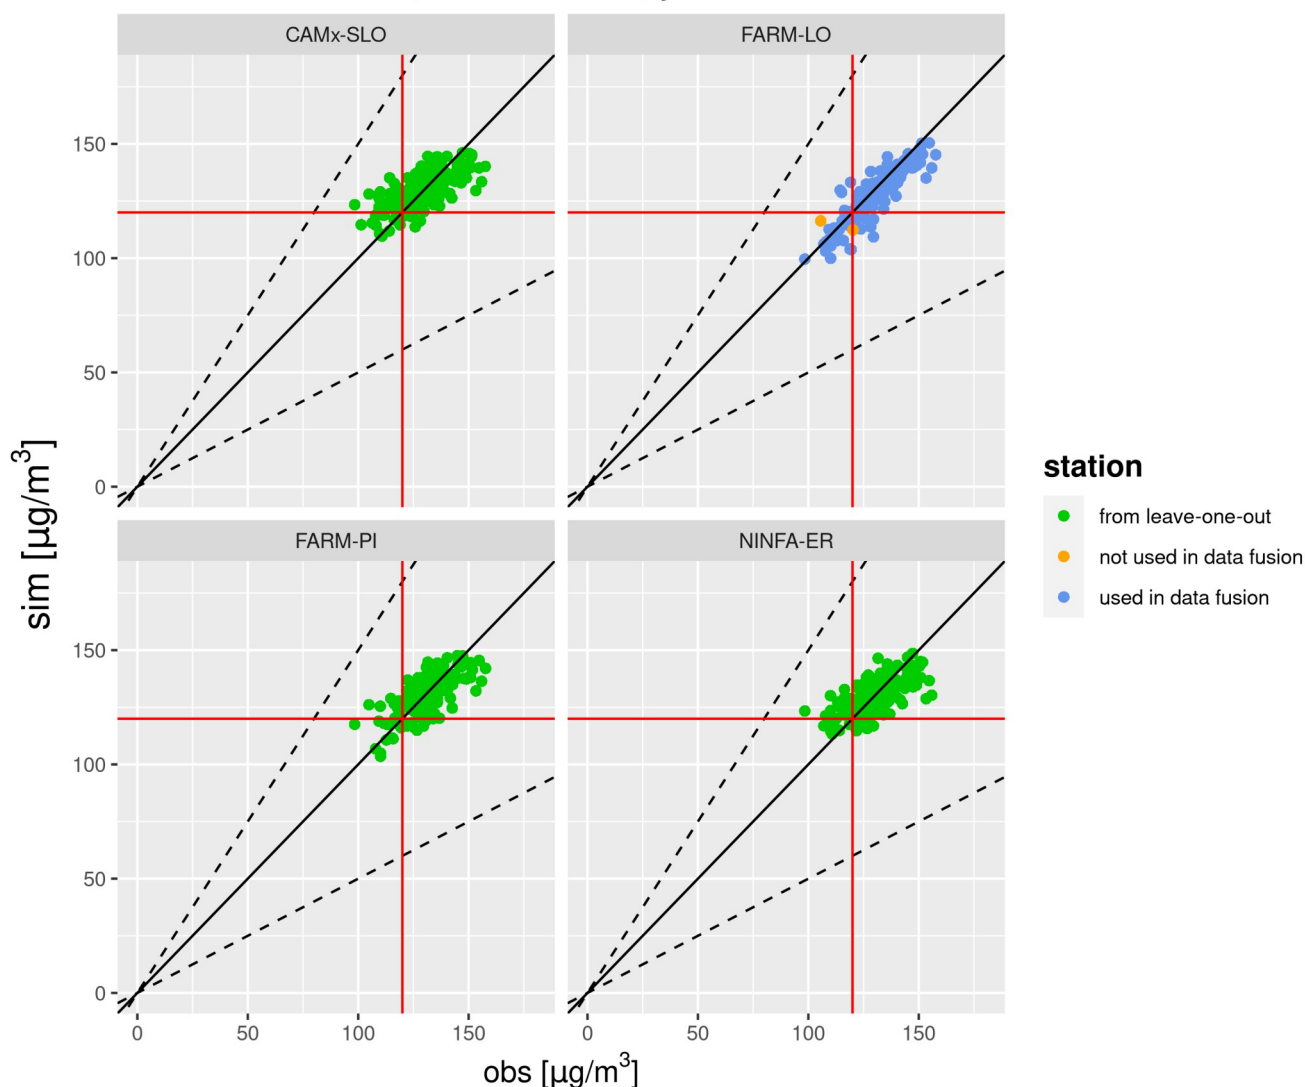 CAMx-SLO
FARM-LO
150
100
50
0
FARM-PI
NINFA-ER
150
100
50
0
0 50 100 150
0 50 100 150
sim [µg/m³]
obs [µg/m³]
station
from leave-one-out
not used in data fusion
used in data fusion